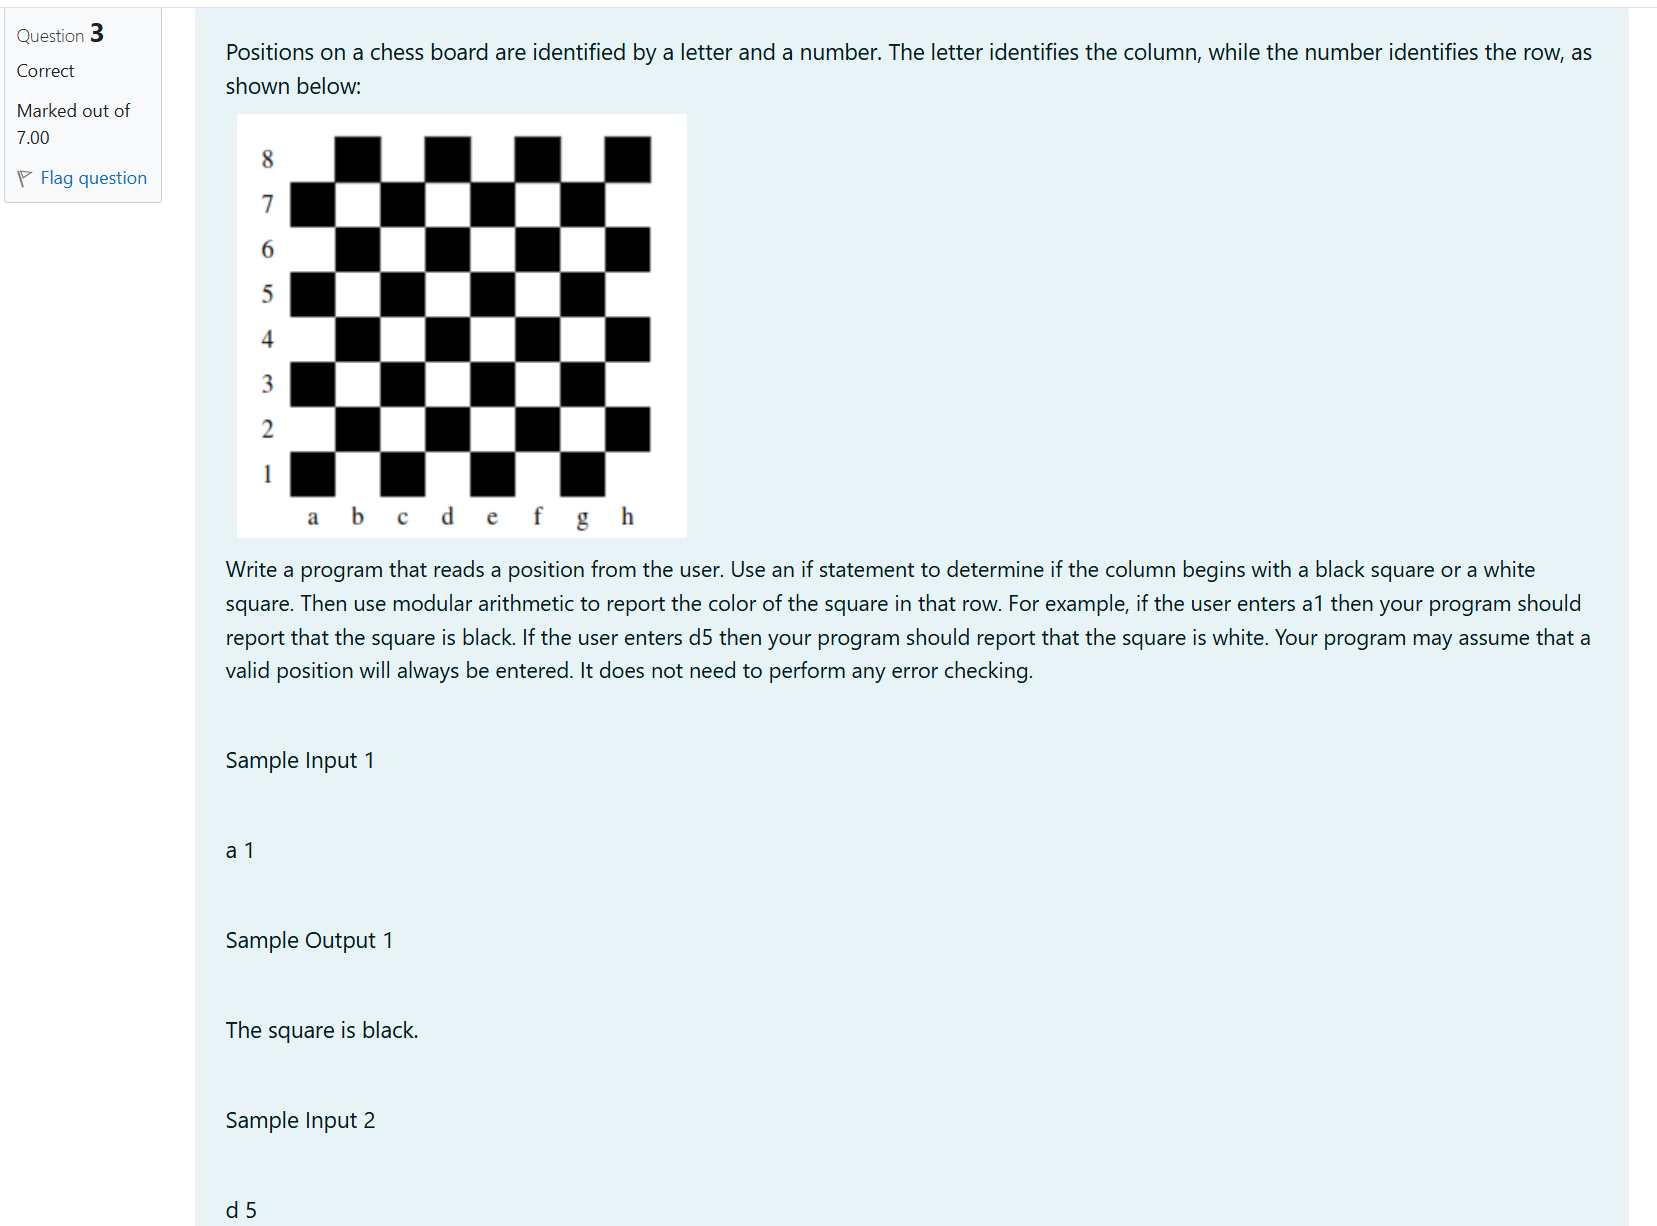 Question 3
Correct
Marked out of
7.00
Flag question
Positions on a chess board are identified by a letter and a number. The letter identifies the column, while the number identifies the row, as
shown below:
8
7
6
5
4
3
2
1
a b c d e f g h
Write a program that reads a position from the user. Use an if statement to determine if the column begins with a black square or a white
square. Then use modular arithmetic to report the color of the square in that row. For example, if the user enters a1 then your program should
report that the square is black. If the user enters d5 then your program should report that the square is white. Your program may assume that a
valid position will always be entered. It does not need to perform any error checking.
Sample Input 1
a 1
Sample Output 1
The square is black.
Sample Input 2
d 5